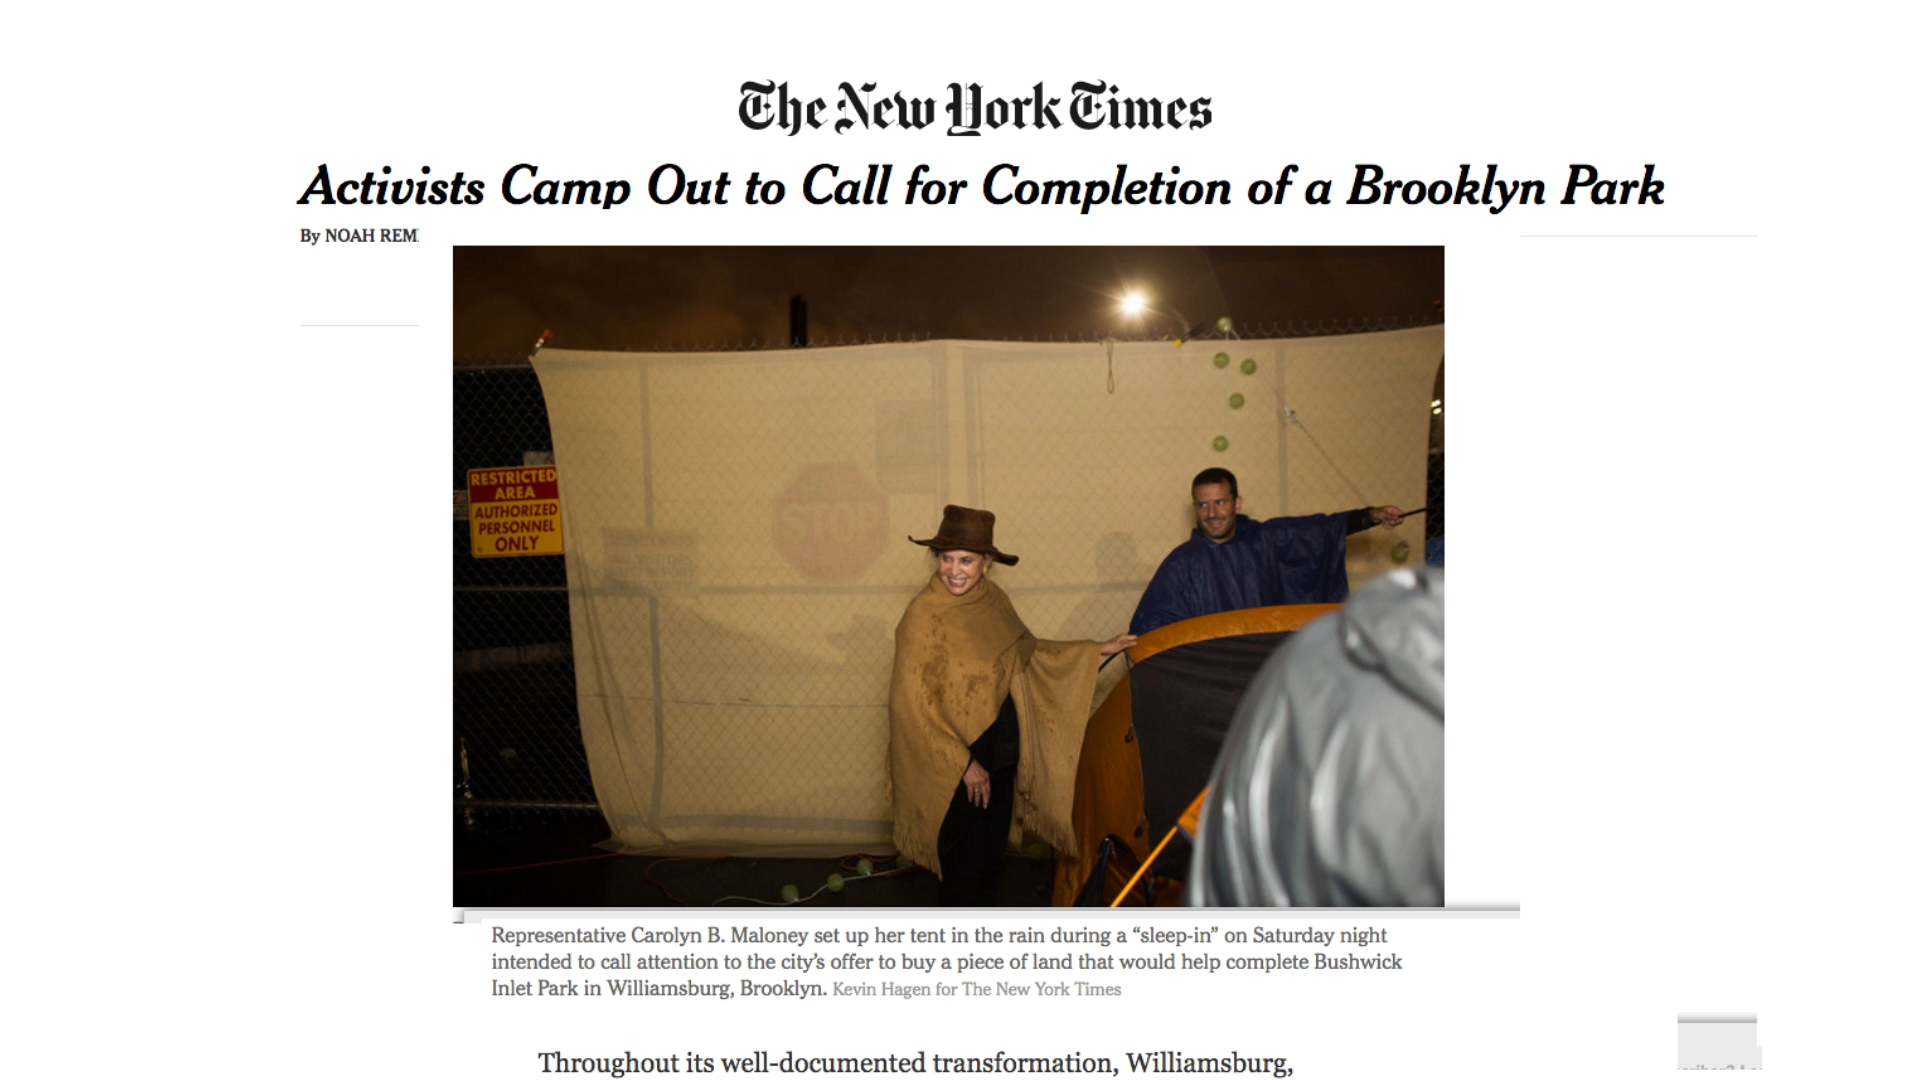 The New York Times
Activists Camp Out to Call for Completion of a Brooklyn Park
By NOAH REM
RESTRICTED
AREA
AUTHORIZED
PERSONNEL
ONLY
STOP
Representative Carolyn B. Maloney set up her tent in the rain during a “sleep-in” on Saturday night
intended to call attention to the city’s offer to buy a piece of land that would help complete Bushwick
Inlet Park in Williamsburg, Brooklyn. Kevin Hagen for The New York Times
Throughout its well-documented transformation, Williamsburg,